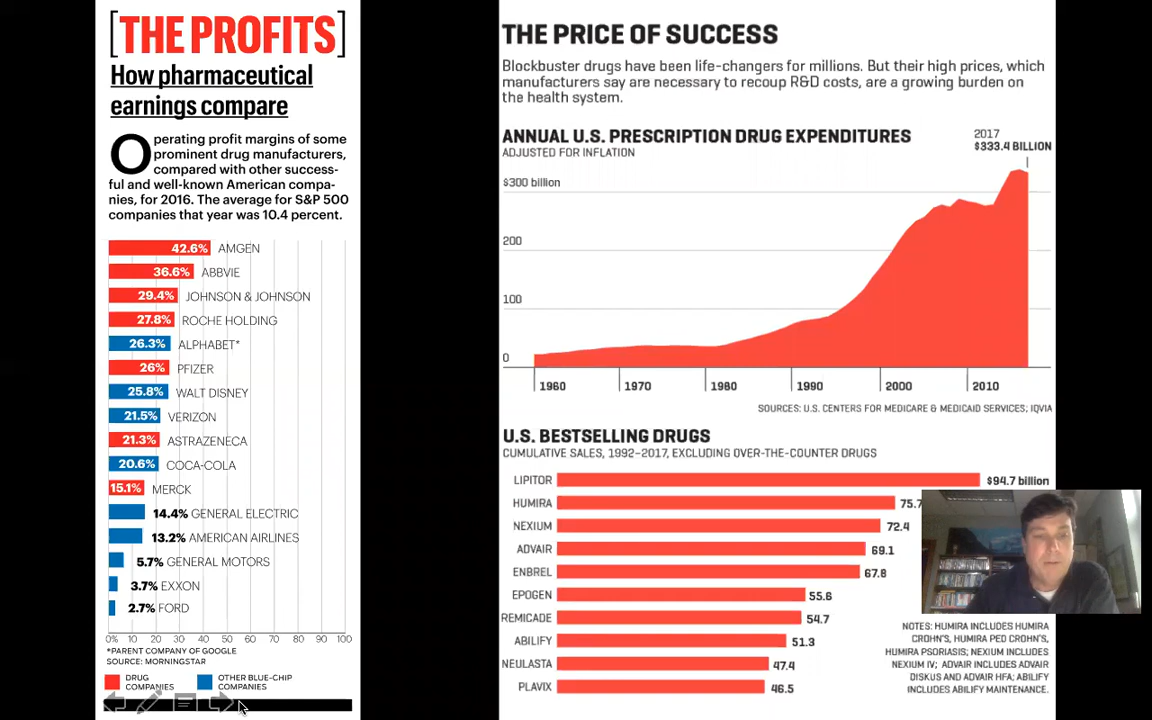 [THE PROFITS]
How pharmaceutical
earnings compare
Operating profit margins of some
prominent drug manufacturers,
compared with other success-
ful and well-known American compa-
nies, for 2016. The average for S&P 500
companies that year was 10.4 percent.
42.6% AMGEN
36.6% ABBVIE
29.4% JOHNSON & JOHNSON
27.8% ROCHE HOLDING
26.3% ALPHABET*
26% PFIZER
25.8% WALT DISNEY
21.5% VERIZON
21.3% ASTRAZENECA
20.6% COCA-COLA
15.1% MERCK
14.4% GENERAL ELECTRIC
13.2% AMERICAN AIRLINES
5.7% GENERAL MOTORS
3.7% EXXON
2.7% FORD
0% 10 20 30 40 50 60 70 80 90 100
*PARENT COMPANY OF GOOGLE
SOURCE: MORNINGSTAR
DRUG
COMPANIES
OTHER BLUE-CHIP
COMPANIES
THE PRICE OF SUCCESS
Blockbuster drugs have been life-changers for millions. But their high prices, which
manufacturers say are necessary to recoup R&D costs, are a growing burden on
the health system.
ANNUAL U.S. PRESCRIPTION DRUG EXPENDITURES
ADJUSTED FOR INFLATION
2017
$333.4 BILLION
$300 billion
200
100
0
1960 1970 1980 1990 2000 2010
SOURCES: U.S. CENTERS FOR MEDICARE & MEDICAID SERVICES; IQVIA
U.S. BESTSELLING DRUGS
CUMULATIVE SALES, 1992–2017, EXCLUDING OVER-THE-COUNTER DRUGS
LIPITOR $94.7 billion
HUMIRA 75.7
NEXIUM 72.4
ADVAIR 69.1
ENBREL 67.8
EPOGEN 55.6
REMICADE 54.7
ABILIFY 51.3
NEULASTA 47.4
PLAVIX 46.5
NOTES: HUMIRA INCLUDES HUMIRA
CROHN'S, HUMIRA PED CROHN'S,
HUMIRA PSORIASIS; NEXIUM INCLUDES
NEXIUM IV; ADVAIR INCLUDES ADVAIR
DISKUS AND ADVAIR HFA; ABILIFY
INCLUDES ABILIFY MAINTENANCE.